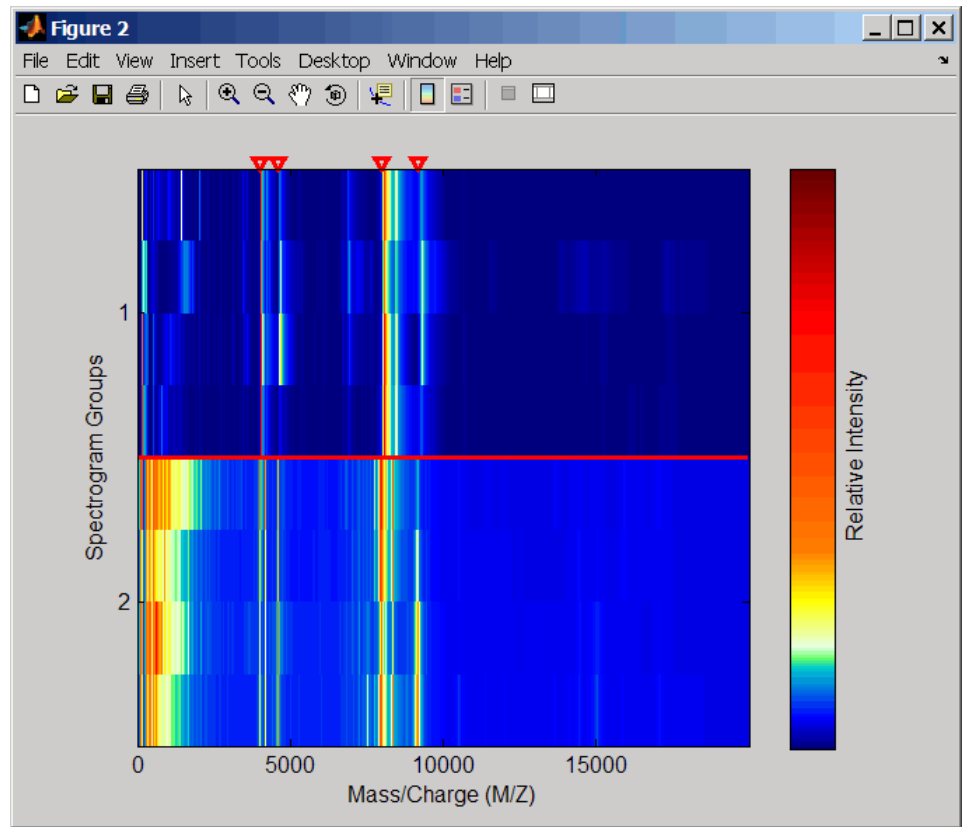 Figure 2
File Edit View Insert Tools Desktop Window Help
1
2
Spectrogram Groups
0 5000 10000 15000
Mass/Charge (M/Z)
Relative Intensity